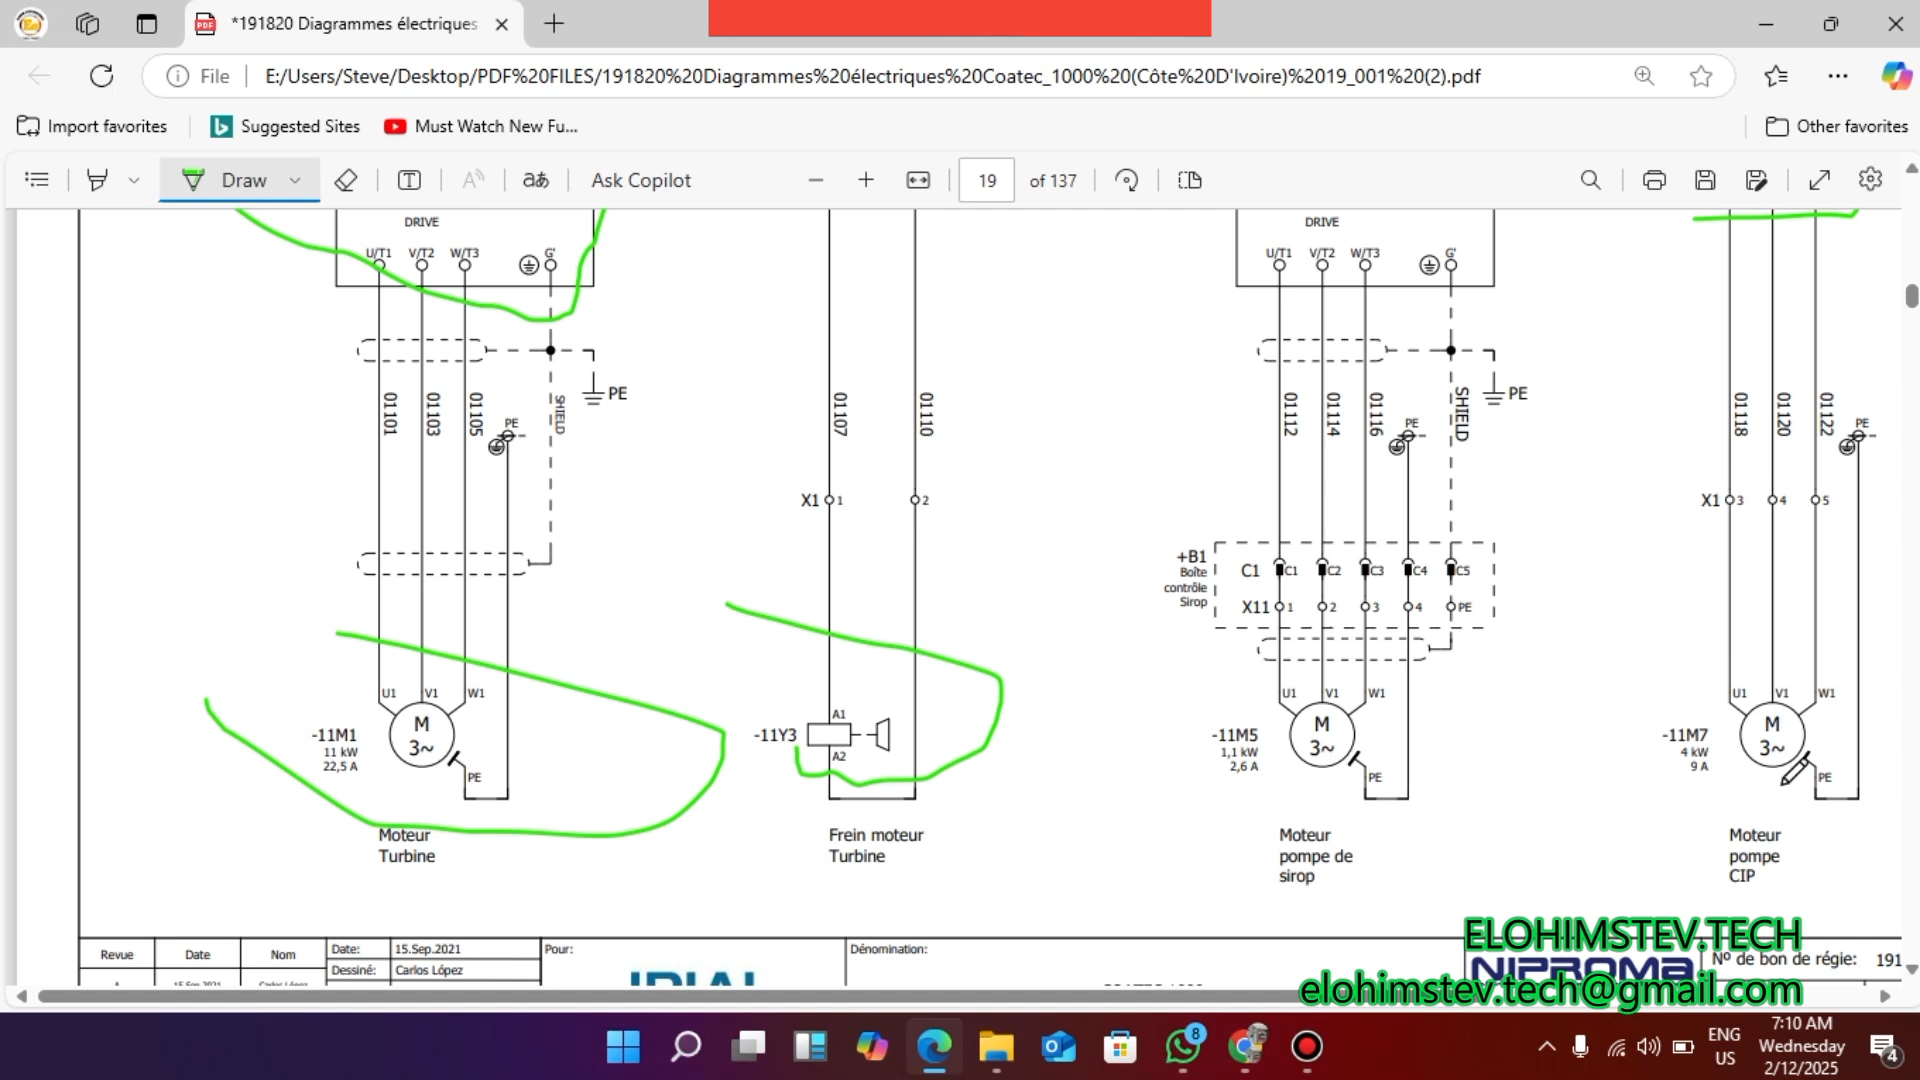 *191820 Diagrammes électriques
File
E:/Users/Steve/Desktop/PDF%20FILES/191820%20Diagrammes%20électriques%20Coatec_1000%20(Côte%20D'Ivoire)%2019_001%20(2).pdf
Import favorites
Suggested Sites
Must Watch New Fu...
Other favorites
Draw
Ask Copilot
19 of 137
DRIVE
U/T1 V/T2 W/T3 G'
PE
01101
01103
01105
PE
SHIELD
-11M1
11 kW
22,5 A
U1 V1 W1
M
3~
PE
Moteur
Turbine
01107
01110
X1 1 2
-11Y3
A1
A2
Frein moteur
Turbine
DRIVE
U/T1 V/T2 W/T3 G'
PE
01112
01114
01116
PE
SHIELD
+B1
Boîte
contrôle
Sirop
C1 C1 C2 C3 C4 C5
X11 1 2 3 4 PE
U1 V1 W1
-11M5
1,1 kW
2,6 A
M
3~
PE
Moteur
pompe de
sirop
01118
01120
01122
PE
X1 3 4 5
U1 V1 W1
-11M7
4 kW
9 A
M
3~
PE
Moteur
pompe
CIP
Revue Date Nom
Date: 15.Sep.2021
Dessiné: Carlos López
Pour:
Dénomination:
Nº de bon de régie: 191
NIPROMA
ELOHIMSTEV.TECH
elohimstev.tech@gmail.com
8
ENG
US
7:10 AM
Wednesday
2/12/2025
4